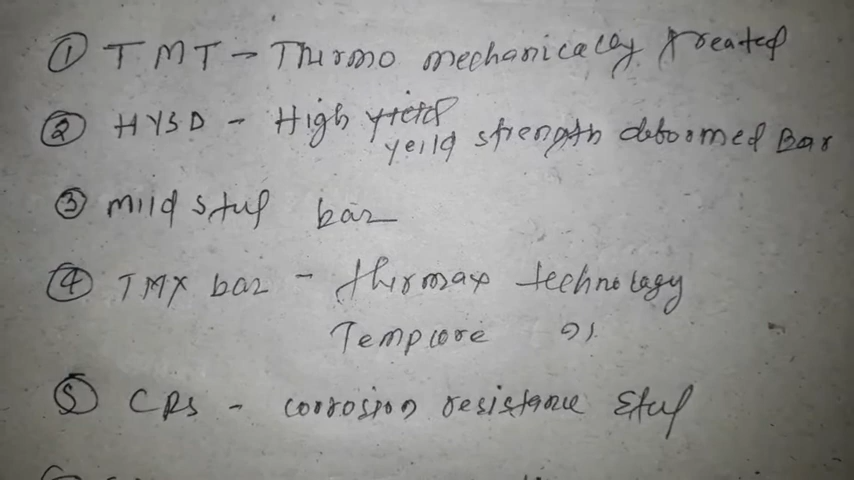 ① TMT - Thermo mechanically treated
② HYSD - High yield
yeild strength deformed Bar
③ mild steel bar
④ TMX bar - thermax technology
Tempcore
⑤ CRS - corrosion resistance steel